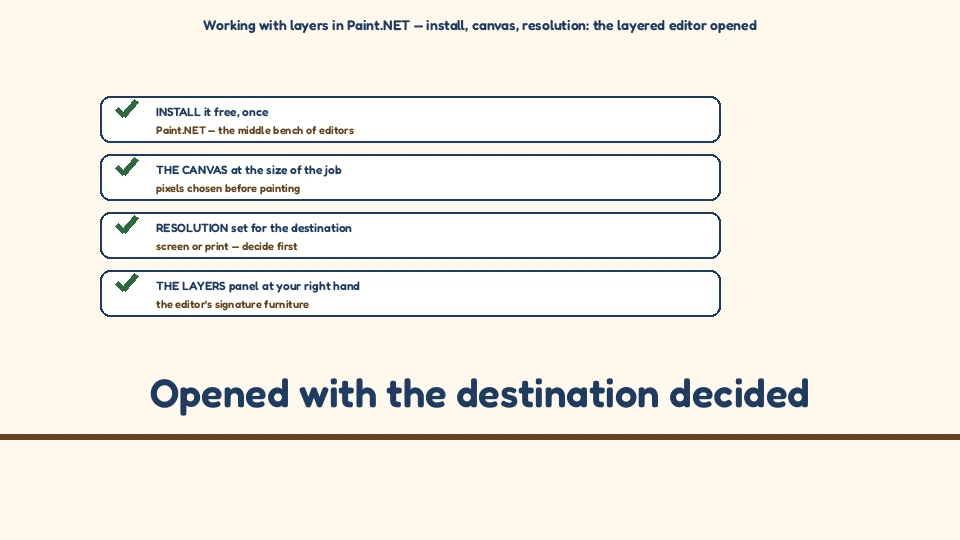 Working with layers in Paint.NET — install, canvas, resolution: the layered editor opened
INSTALL it free, once
Paint.NET — the middle bench of editors
THE CANVAS at the size of the job
pixels chosen before painting
RESOLUTION set for the destination
screen or print — decide first
THE LAYERS panel at your right hand
the editor's signature furniture
Opened with the destination decided